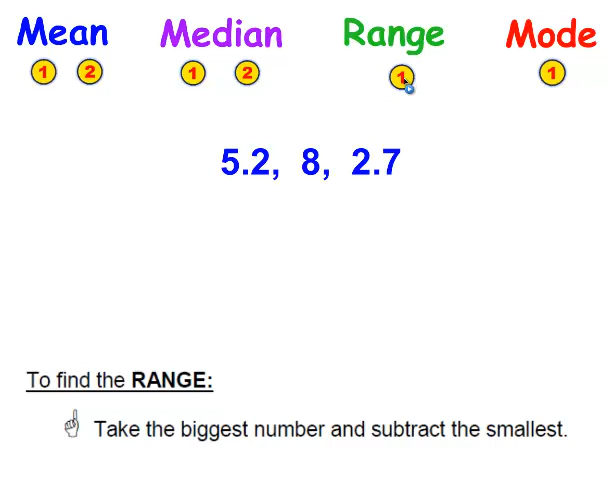 Mean Median Range Mode
1 2 1 2 1 1
5.2, 8, 2.7
To find the RANGE:
Take the biggest number and subtract the smallest.